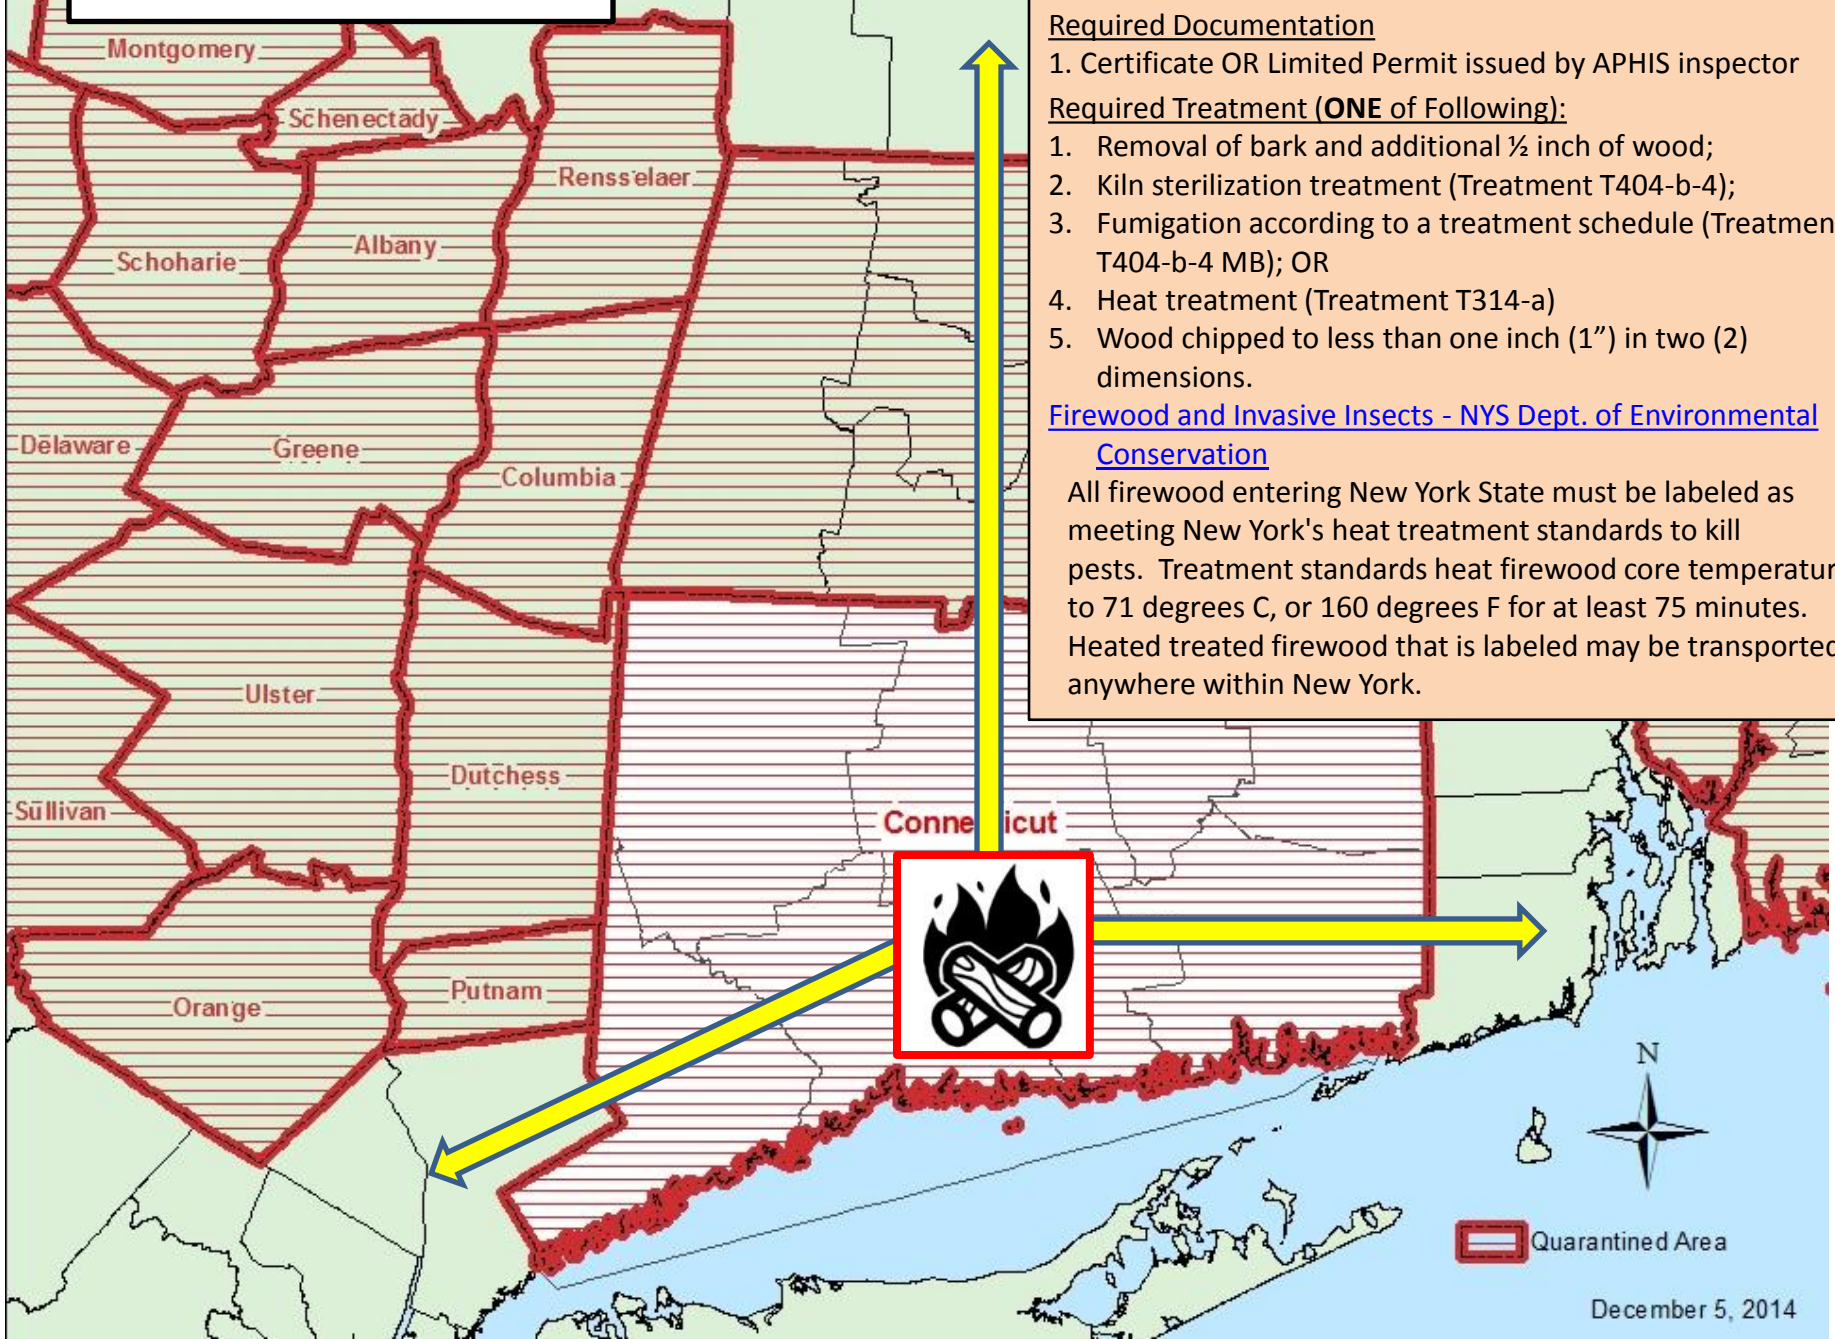 Required Documentation
1. Certificate OR Limited Permit issued by APHIS inspector
Required Treatment (ONE of Following):
1. Removal of bark and additional ½ inch of wood;
2. Kiln sterilization treatment (Treatment T404-b-4);
3. Fumigation according to a treatment schedule (Treatmen
T404-b-4 MB); OR
4. Heat treatment (Treatment T314-a)
5. Wood chipped to less than one inch (1”) in two (2)
dimensions.
Firewood and Invasive Insects - NYS Dept. of Environmental
Conservation
All firewood entering New York State must be labeled as
meeting New York's heat treatment standards to kill
pests. Treatment standards heat firewood core temperatur
to 71 degrees C, or 160 degrees F for at least 75 minutes.
Heated treated firewood that is labeled may be transported
anywhere within New York.
Montgomery
Schenectady
Rensselaer
Albany
Schoharie
Delaware
Greene
Columbia
Ulster
Dutchess
Sullivan
Conne icut
Putnam
Orange
N
Quarantined Area
December 5, 2014